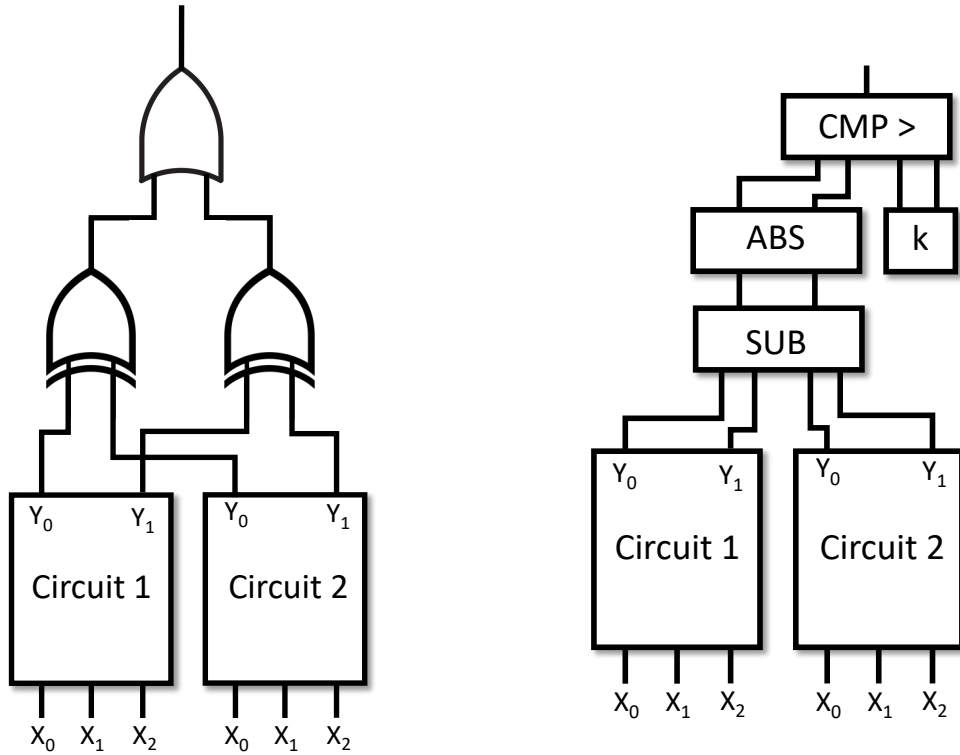 Y₀ Y₁ Y₀ Y₁
Circuit 1 Circuit 2
X₀ X₁ X₂ X₀ X₁ X₂
CMP >
ABS k
SUB
Y₀ Y₁ Y₀ Y₁
Circuit 1 Circuit 2
X₀ X₁ X₂ X₀ X₁ X₂